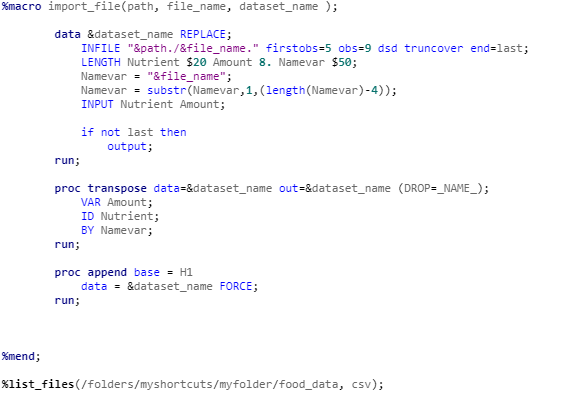 %macro import_file(path, file_name, dataset_name );
data &dataset_name REPLACE;
INFILE "&path./&file_name." firstobs=5 obs=9 dsd truncover end=last;
LENGTH Nutrient $20 Amount 8. Namevar $50;
Namevar = "&file_name";
Namevar = substr(Namevar,1,(length(Namevar)-4));
INPUT Nutrient Amount;
if not last then
output;
run;
proc transpose data=&dataset_name out=&dataset_name (DROP=_NAME_);
VAR Amount;
ID Nutrient;
BY Namevar;
run;
proc append base = H1
data = &dataset_name FORCE;
run;
%mend;
%list_files(/folders/myshortcuts/myfolder/food_data, csv);